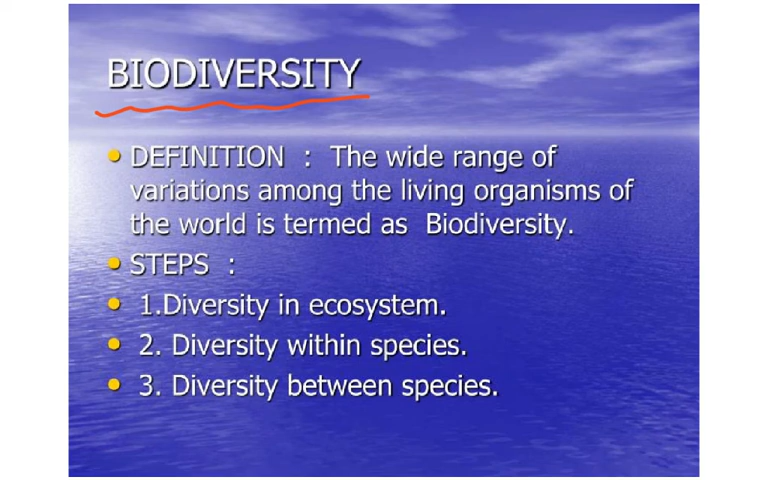 BIODIVERSITY
DEFINITION : The wide range of
variations among the living organisms of
the world is termed as Biodiversity.
STEPS :
1.Diversity in ecosystem.
2. Diversity within species.
3. Diversity between species.